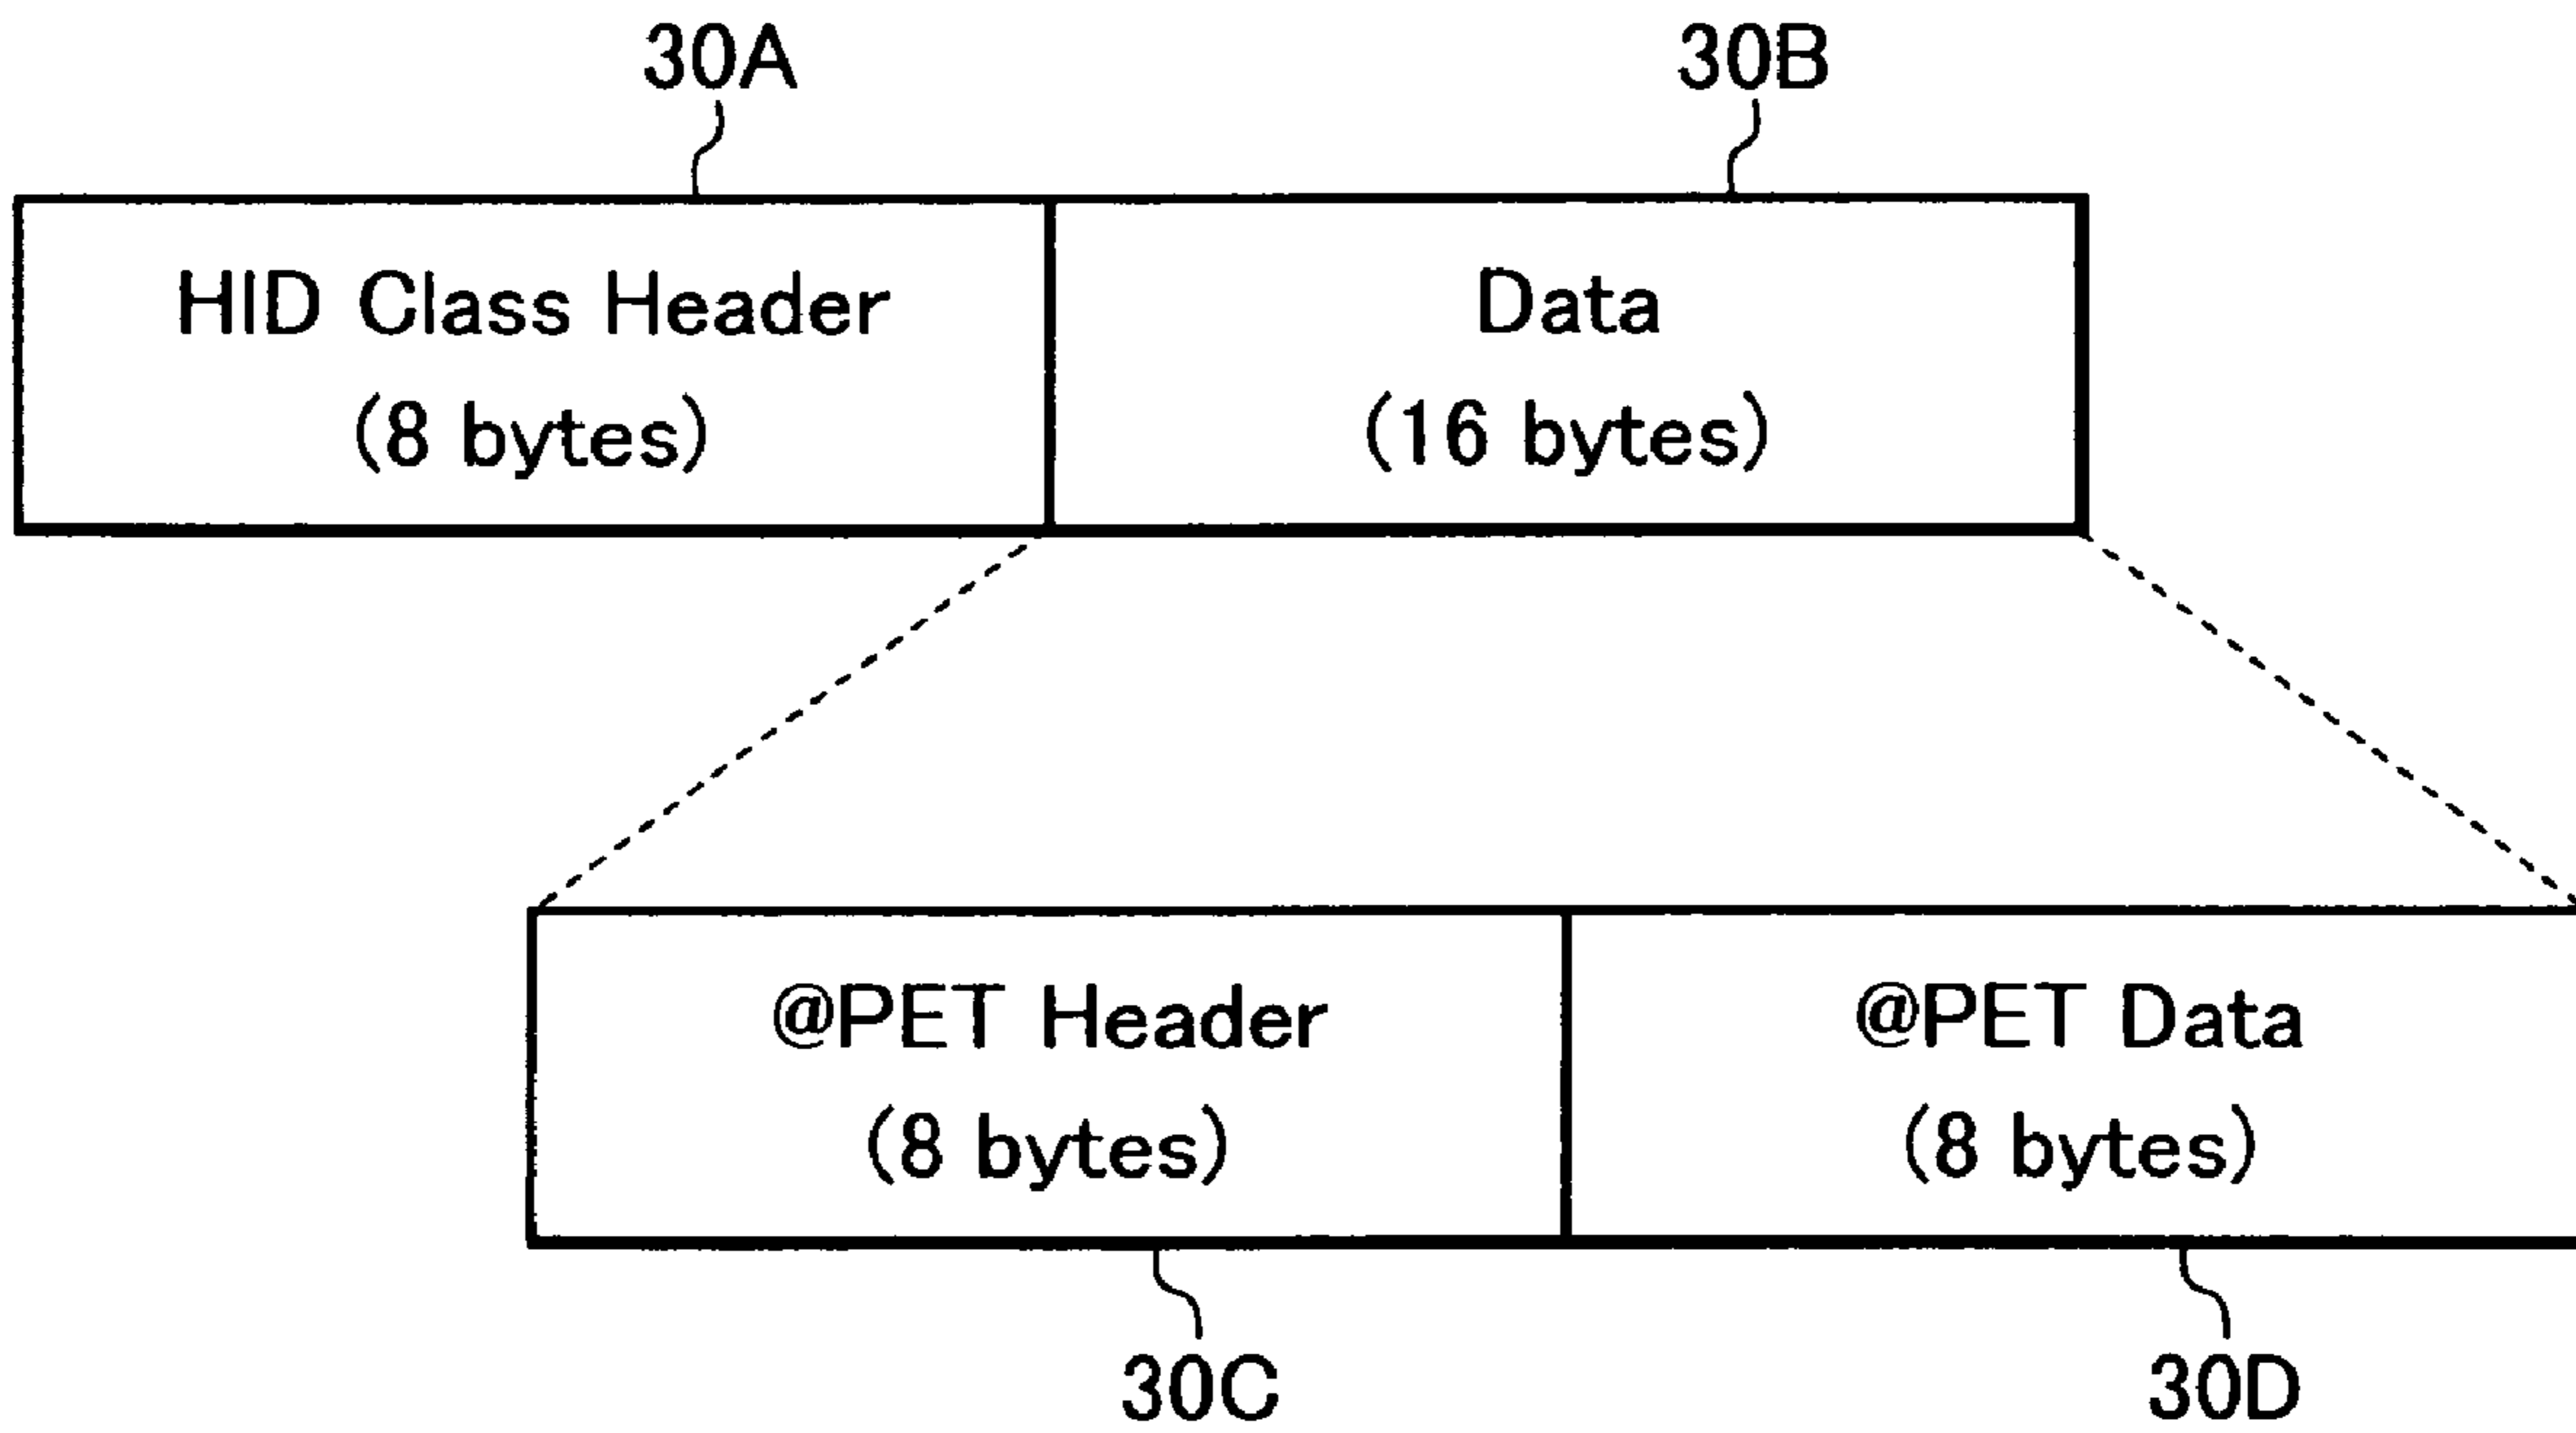 30A
30B
HID Class Header
(8 bytes)
Data
(16 bytes)
@PET Header
(8 bytes)
@PET Data
(8 bytes)
30C
30D